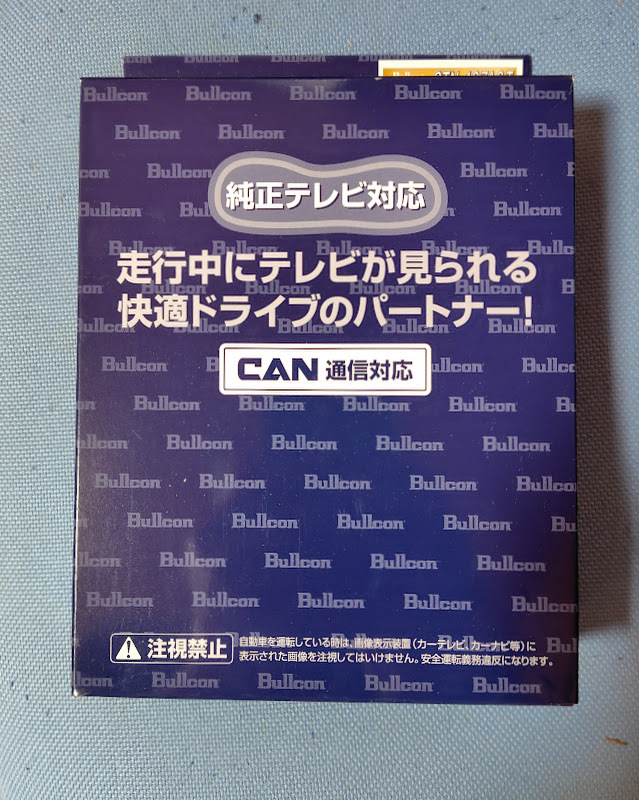 純正テレビ対応
走行中にテレビが見られる
快適ドライブのパートナー!
CAN 通信対応
注視禁止
自動車を運転している時は、画像表示装置(カーテレビ、カーナビ等)に
表示された画像を注視してはいけません。安全運転義務違反になります。
Bullcon